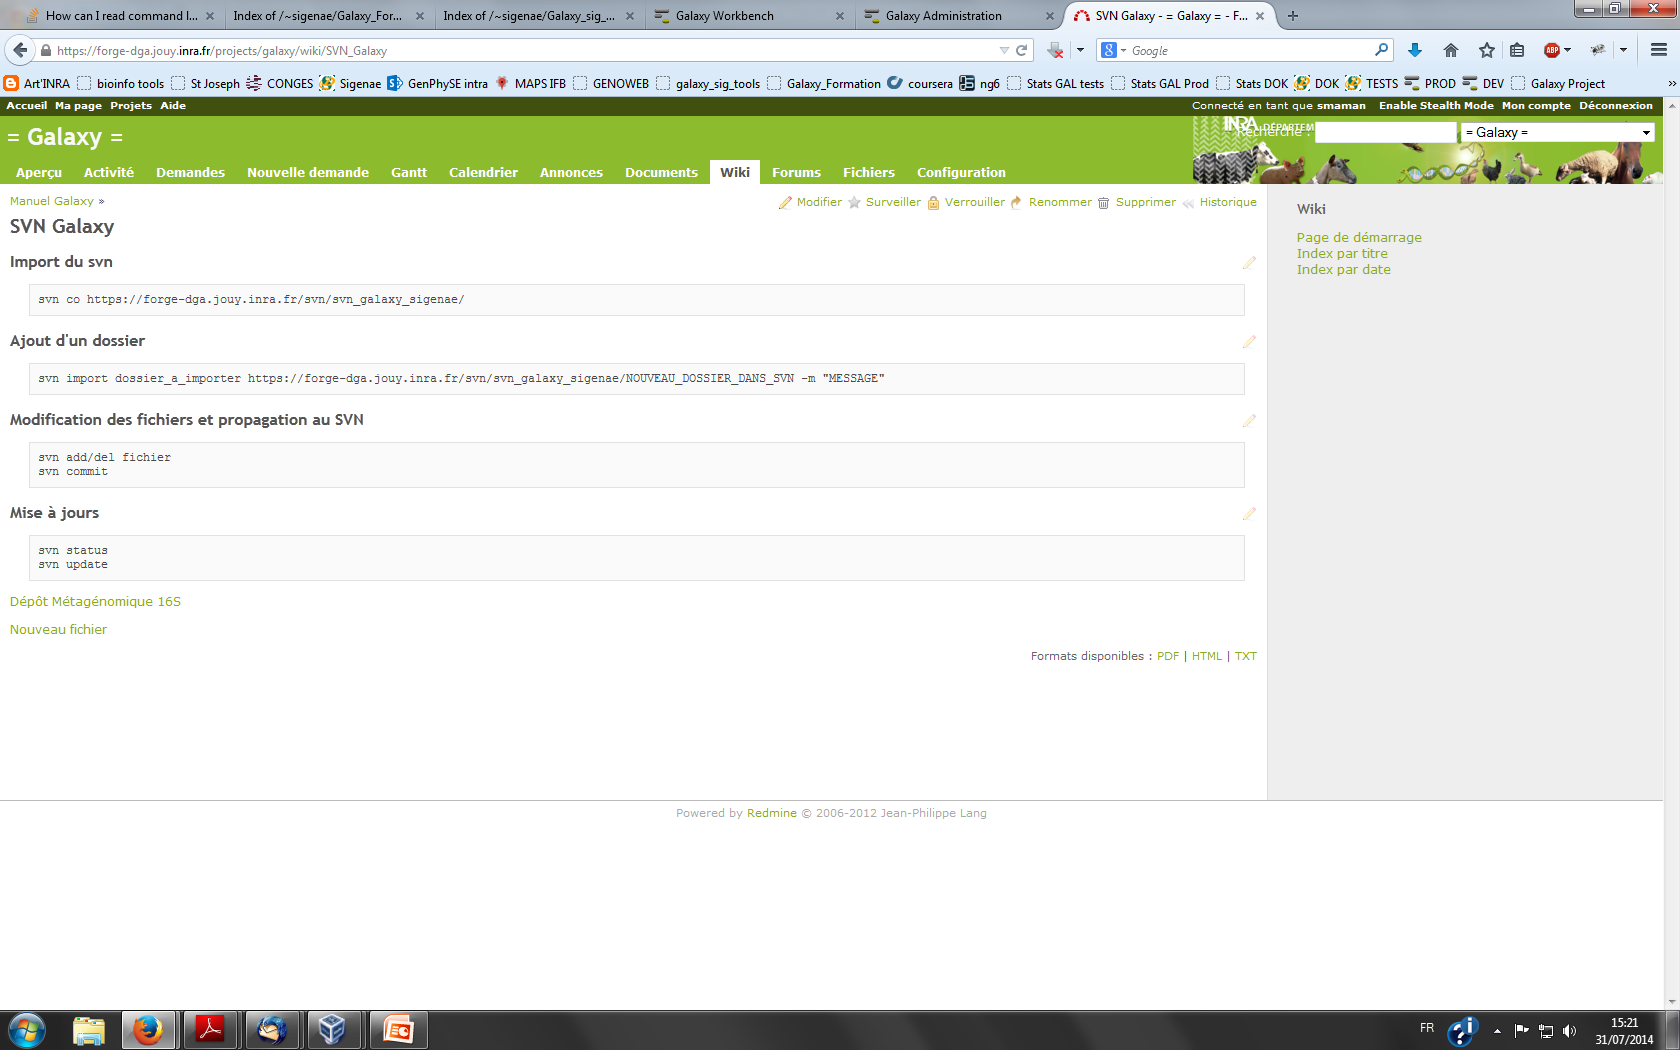 How can I read command l...
Index of /~sigenae/Galaxy_For...
Index of /~sigenae/Galaxy_sig_...
Galaxy Workbench
Galaxy Administration
SVN Galaxy - = Galaxy = - F...
https://forge-dga.jouy.inra.fr/projects/galaxy/wiki/SVN_Galaxy
Google
Art'INRA bioinfo tools St Joseph CONGES Sigenae GenPhySE intra MAPS IFB GENOWEB galaxy_sig_tools Galaxy_Formation coursera ng6 Stats GAL tests Stats GAL Prod Stats DOK DOK TESTS PROD DEV Galaxy Project
Accueil Ma page Projets Aide
Connecté en tant que smaman Enable Stealth Mode Mon compte Déconnexion
= Galaxy =
INRA DÉPARTEM
Recherche :
= Galaxy =
Aperçu Activité Demandes Nouvelle demande Gantt Calendrier Annonces Documents Wiki Forums Fichiers Configuration
Manuel Galaxy »
Modifier Surveiller Verrouiller Renommer Supprimer Historique
SVN Galaxy
Import du svn
svn co https://forge-dga.jouy.inra.fr/svn/svn_galaxy_sigenae/
Ajout d'un dossier
svn import dossier_a_importer https://forge-dga.jouy.inra.fr/svn/svn_galaxy_sigenae/NOUVEAU_DOSSIER_DANS_SVN -m "MESSAGE"
Modification des fichiers et propagation au SVN
svn add/del fichier
svn commit
Mise à jours
svn status
svn update
Dépôt Métagénomique 16S
Nouveau fichier
Formats disponibles : PDF | HTML | TXT
Wiki
Page de démarrage
Index par titre
Index par date
Powered by Redmine © 2006-2012 Jean-Philippe Lang
FR
15:21
31/07/2014